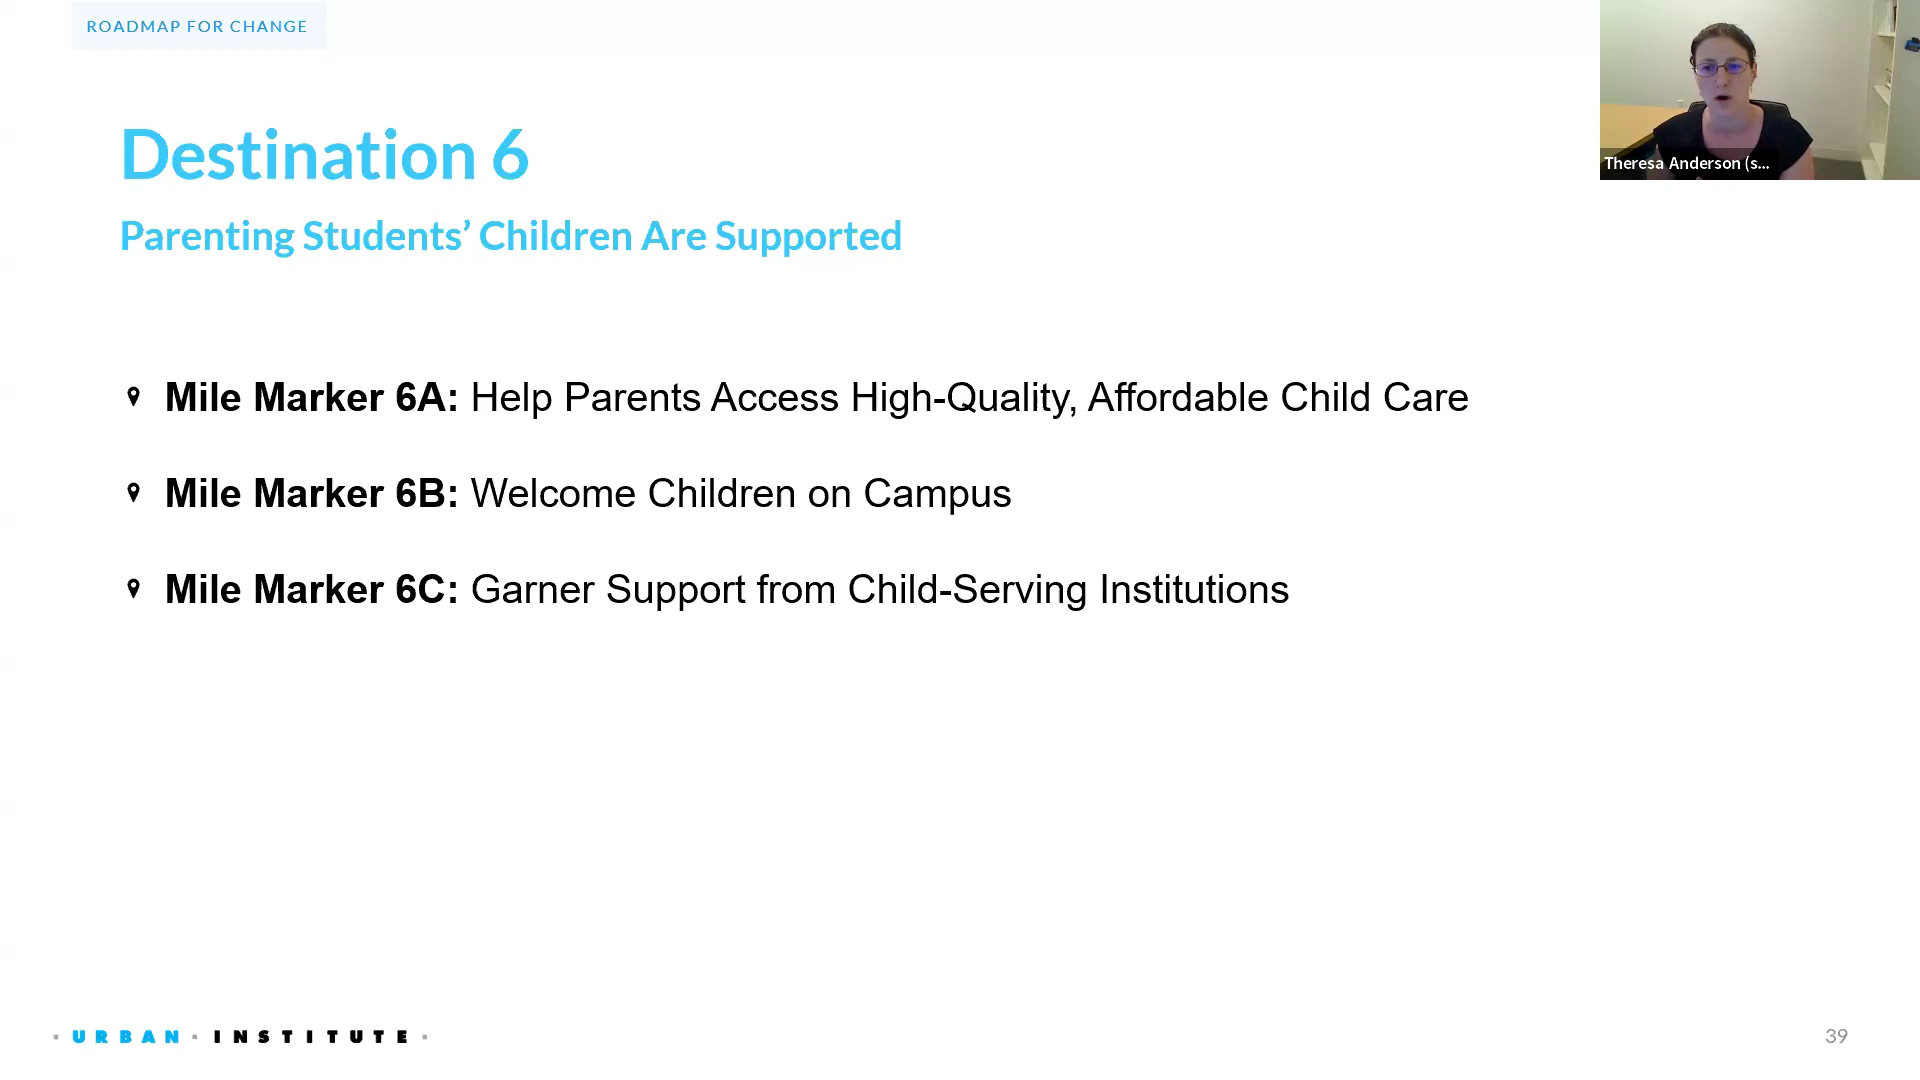 ROADMAP FOR CHANGE
Theresa Anderson (s...
Destination 6
Parenting Students’ Children Are Supported
Mile Marker 6A: Help Parents Access High-Quality, Affordable Child Care
Mile Marker 6B: Welcome Children on Campus
Mile Marker 6C: Garner Support from Child-Serving Institutions
· URBAN · INSTITUTE ·
39